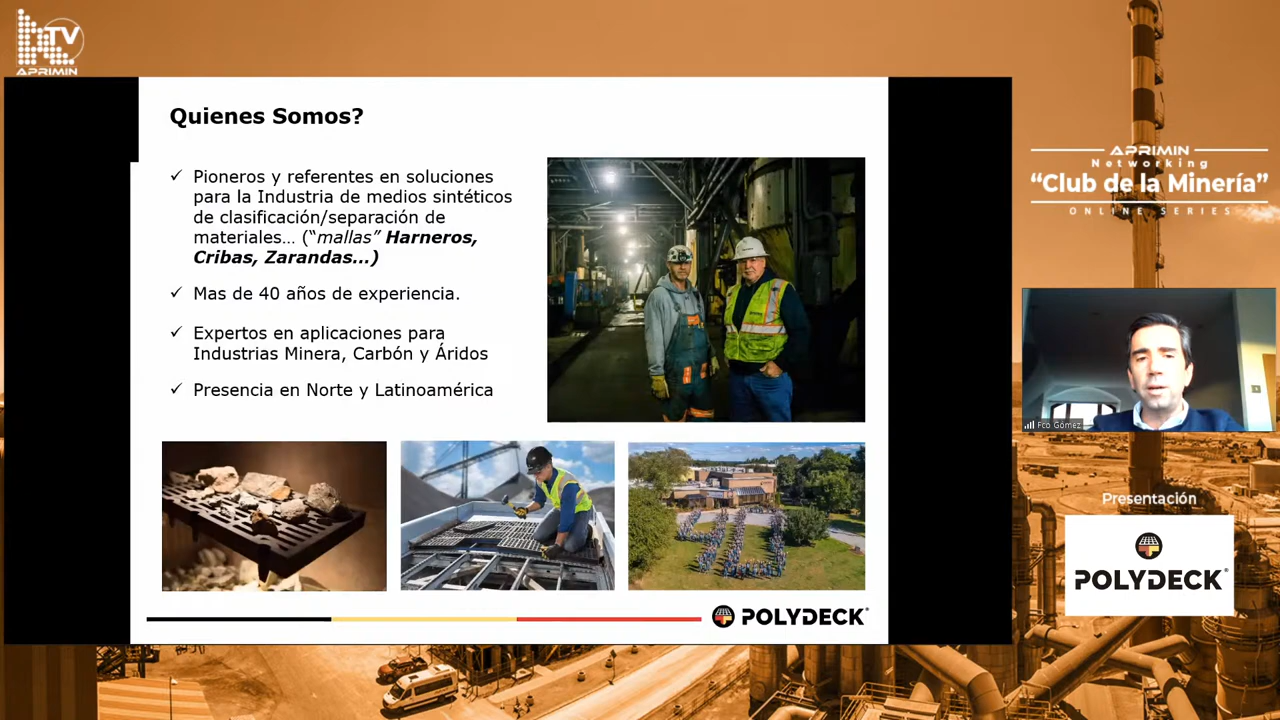 TV
APRIMIN
Quienes Somos?
✓ Pioneros y referentes en soluciones
para la Industria de medios sintéticos
de clasificación/separación de
materiales… (“mallas” Harneros,
Cribas, Zarandas…)
✓ Mas de 40 años de experiencia.
✓ Expertos en aplicaciones para
Industrias Minera, Carbón y Áridos
✓ Presencia en Norte y Latinoamérica
POLYDECK®
APRIMIN
Networking
“Club de la Minería”
ONLINE SERIES
Fco Gómez
Presentación
POLYDECK®